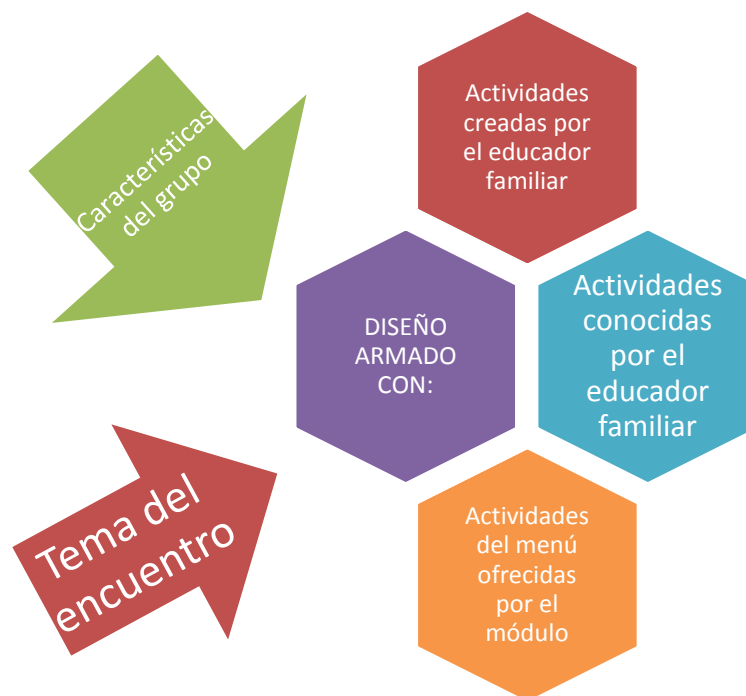 Características
del grupo
Actividades
creadas por
el educador
familiar
DISEÑO
ARMADO
CON:
Actividades
conocidas
por el
educador
familiar
Tema del
encuentro
Actividades
del menú
ofrecidas
por el
módulo